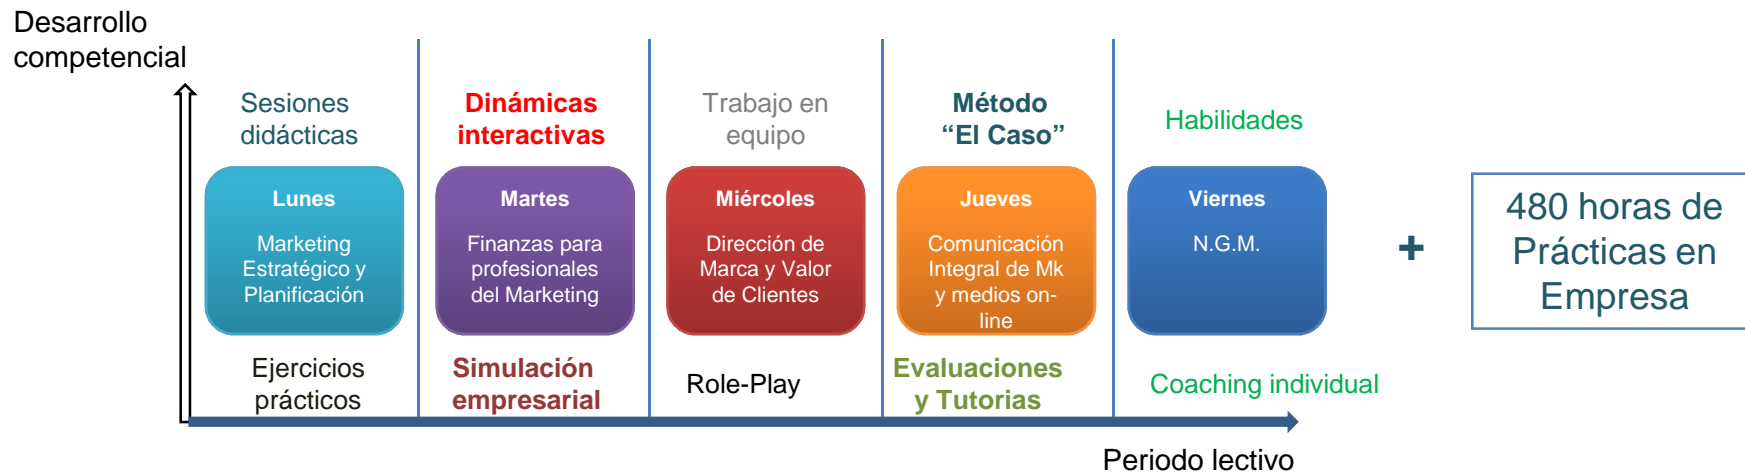 Desarrollo
competencial
Sesiones
didácticas
Dinámicas
interactivas
Trabajo en
equipo
Método
“El Caso”
Habilidades
Lunes
Marketing
Estratégico y
Planificación
Martes
Finanzas para
profesionales
del Marketing
Miércoles
Dirección de
Marca y Valor
de Clientes
Jueves
Comunicación
Integral de Mk
y medios on-
line
Viernes
N.G.M.
+
480 horas de
Prácticas en
Empresa
Ejercicios
prácticos
Simulación
empresarial
Role-Play
Evaluaciones
y Tutorias
Coaching individual
Periodo lectivo